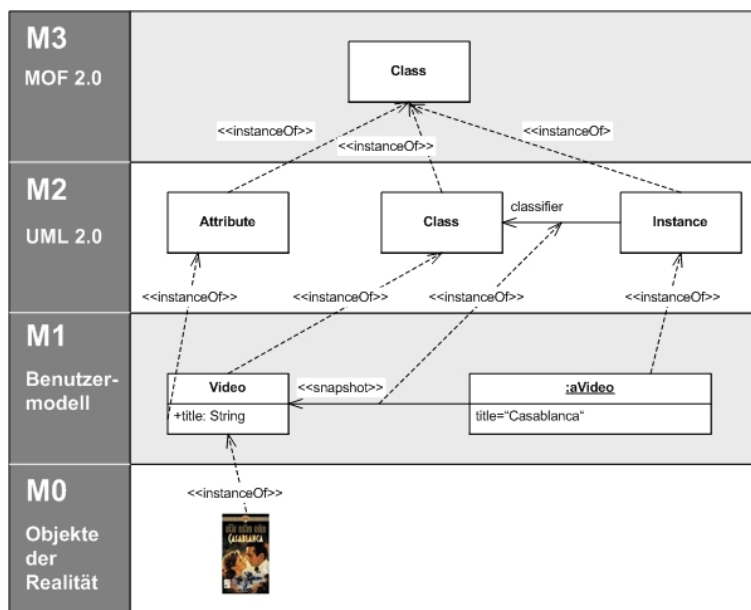 M3
MOF 2.0
Class
<<instanceOf>>
<<instanceOf>>
<<instanceOf>
M2
UML 2.0
Attribute
Class
classifier
Instance
<<instanceOf>>
<<instanceOf>>
<<instanceOf>>
<<instanceOf>>
M1
Benutzer-
modell
Video
+title: String
<<snapshot>>
:aVideo
title="Casablanca"
M0
Objekte
der
Realität
<<instanceOf>>
CASABLANCA